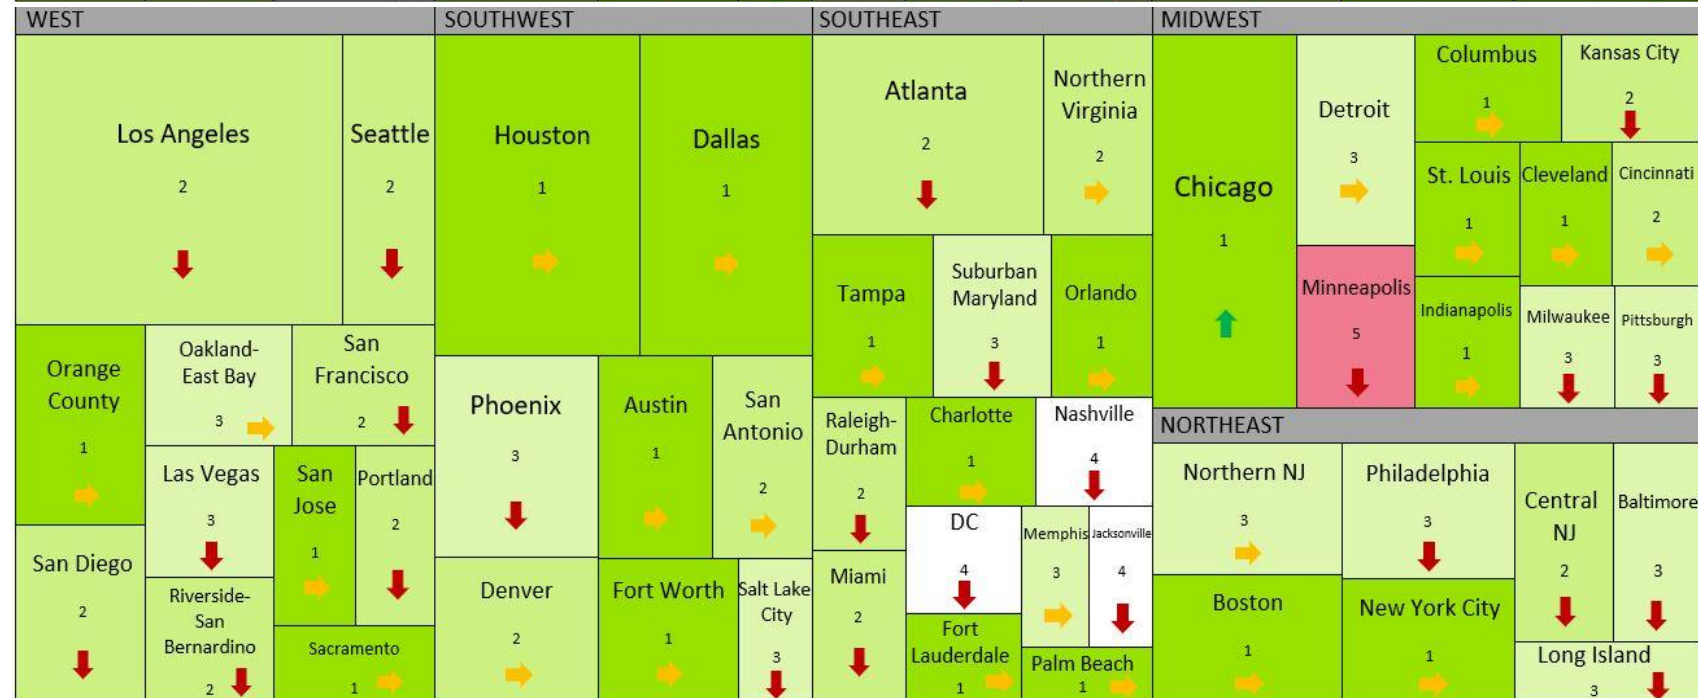 WEST
Los Angeles
2
Seattle
2
Orange
County
1
Oakland-
East Bay
3
San
Francisco
2
Las Vegas
3
San
Jose
1
Portland
2
San Diego
2
Riverside-
San
Bernardino
2
Sacramento
1
SOUTHWEST
Houston
1
Dallas
1
Phoenix
3
Austin
1
San
Antonio
2
Denver
2
Fort Worth
1
Salt Lake
City
3
SOUTHEAST
Atlanta
2
Northern
Virginia
2
Tampa
1
Suburban
Maryland
3
Orlando
1
Raleigh-
Durham
2
Charlotte
1
Nashville
4
DC
4
Memphis
3
Jacksonville
4
Miami
2
Fort
Lauderdale
1
Palm Beach
1
MIDWEST
Chicago
1
Detroit
3
Minneapolis
5
Columbus
1
Kansas City
2
St. Louis
1
Cleveland
1
Cincinnati
2
Indianapolis
1
Milwaukee
3
Pittsburgh
3
NORTHEAST
Northern NJ
3
Philadelphia
3
Central
NJ
2
Baltimore
3
Boston
1
New York City
1
Long Island
3